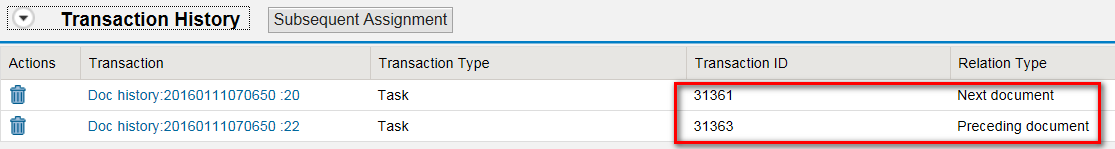 Transaction History Subsequent Assignment
Actions Transaction Transaction Type Transaction ID Relation Type
Doc history:20160111070650 :20 Task 31361 Next document
Doc history:20160111070650 :22 Task 31363 Preceding document